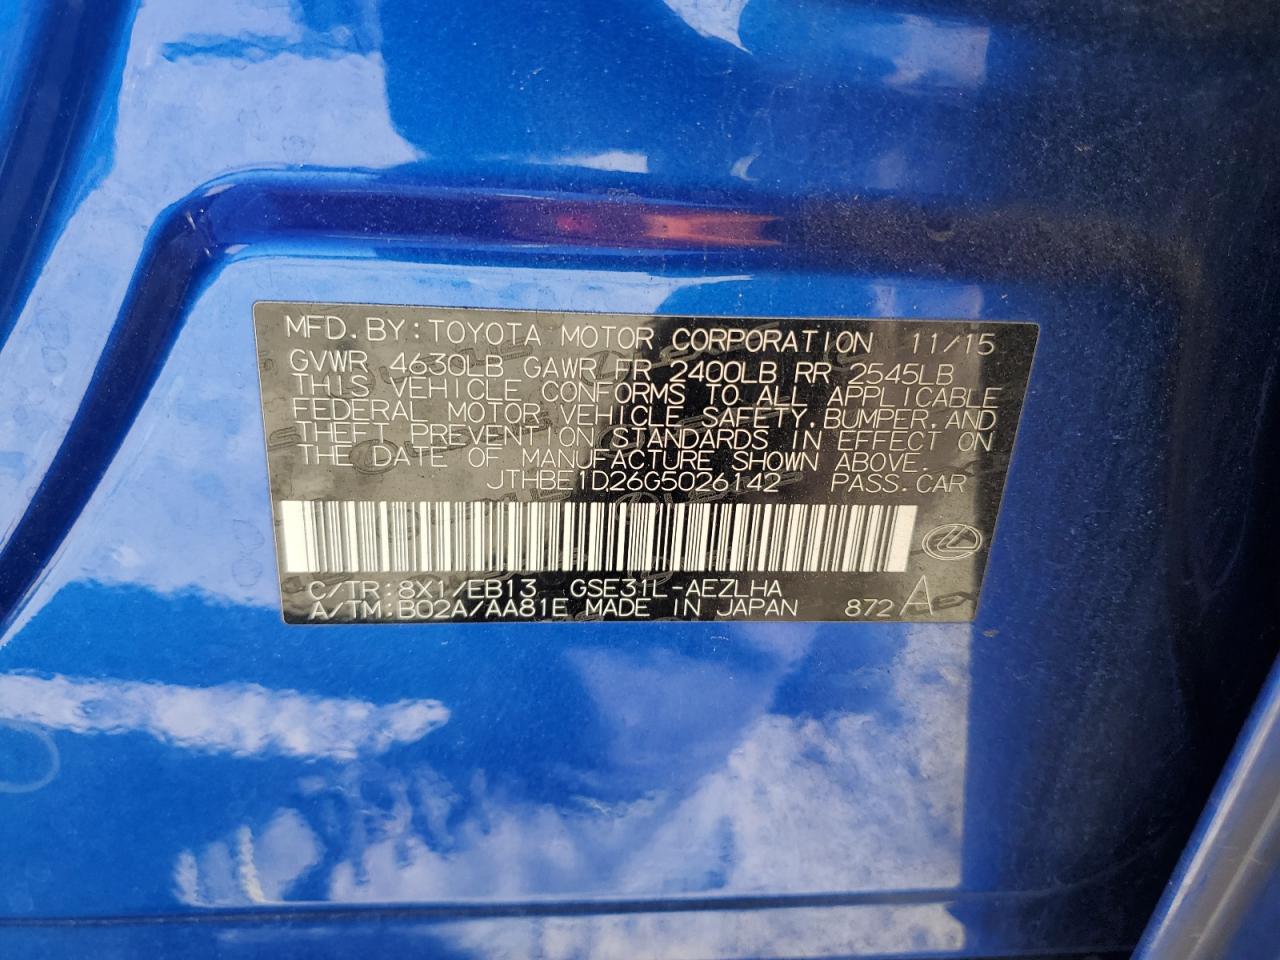 MFD.BY:TOYOTA MOTOR CORPORATION 11/15
GVWR 4630LB GAWR FR 2400LB RR 2545LB
THIS VEHICLE CONFORMS TO ALL APPLICABLE
FEDERAL MOTOR VEHICLE SAFETY,BUMPER,AND
THEFT PREVENTION STANDARDS IN EFFECT ON
THE DATE OF MANUFACTURE SHOWN ABOVE.
JTHBE1D26G5026142 PASS.CAR
C/TR:8X1/EB13 GSE31L-AEZLHA
A/TM:B02A/AA81E MADE IN JAPAN 872 A